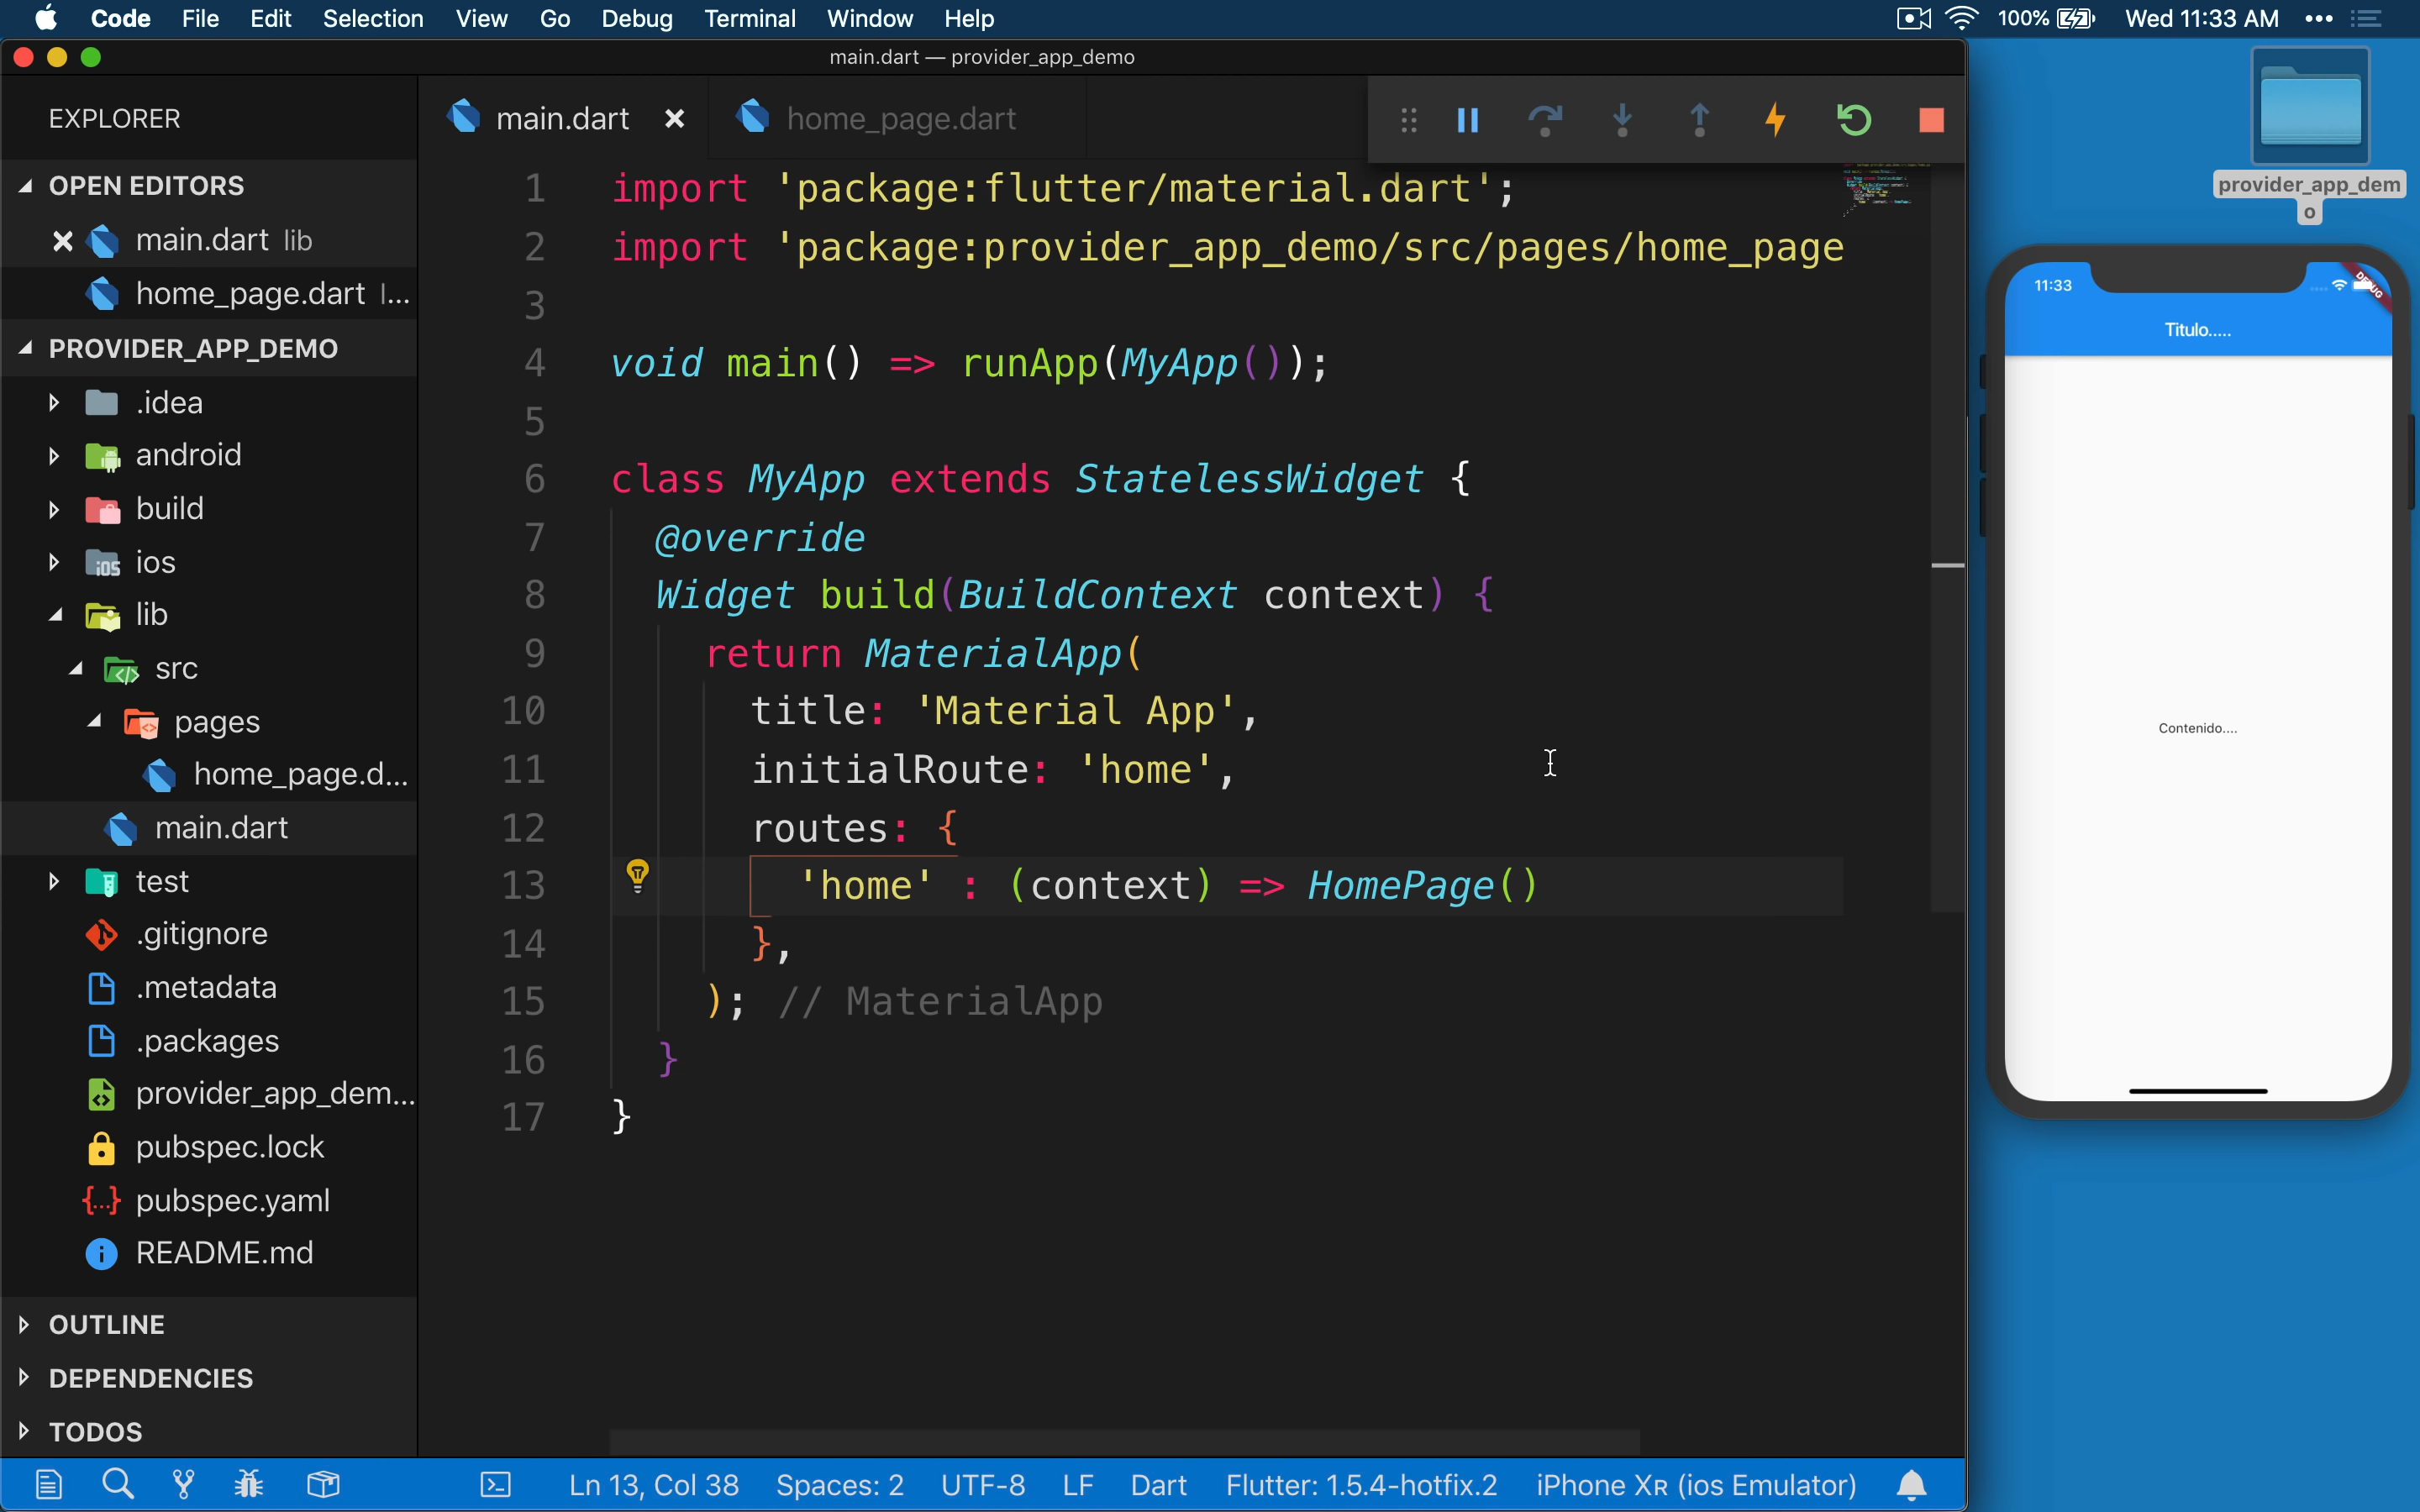 Code File Edit Selection View Go Debug Terminal Window Help
100% Wed 11:33 AM
main.dart — provider_app_demo
EXPLORER
OPEN EDITORS
main.dart lib
home_page.dart l...
PROVIDER_APP_DEMO
.idea
android
build
ios
lib
src
pages
home_page.d...
main.dart
test
.gitignore
.metadata
.packages
provider_app_dem...
pubspec.lock
pubspec.yaml
README.md
OUTLINE
DEPENDENCIES
TODOS
main.dart
home_page.dart
1 import 'package:flutter/material.dart';
2 import 'package:provider_app_demo/src/pages/home_page
3
4 void main() => runApp(MyApp());
5
6 class MyApp extends StatelessWidget {
7 @override
8 Widget build(BuildContext context) {
9 return MaterialApp(
10 title: 'Material App',
11 initialRoute: 'home',
12 routes: {
13 'home' : (context) => HomePage()
14 },
15 ); // MaterialApp
16 }
17 }
provider_app_dem
o
11:33
DEBUG
Titulo.....
Contenido....
Ln 13, Col 38 Spaces: 2 UTF-8 LF Dart Flutter: 1.5.4-hotfix.2 iPhone Xʀ (ios Emulator)